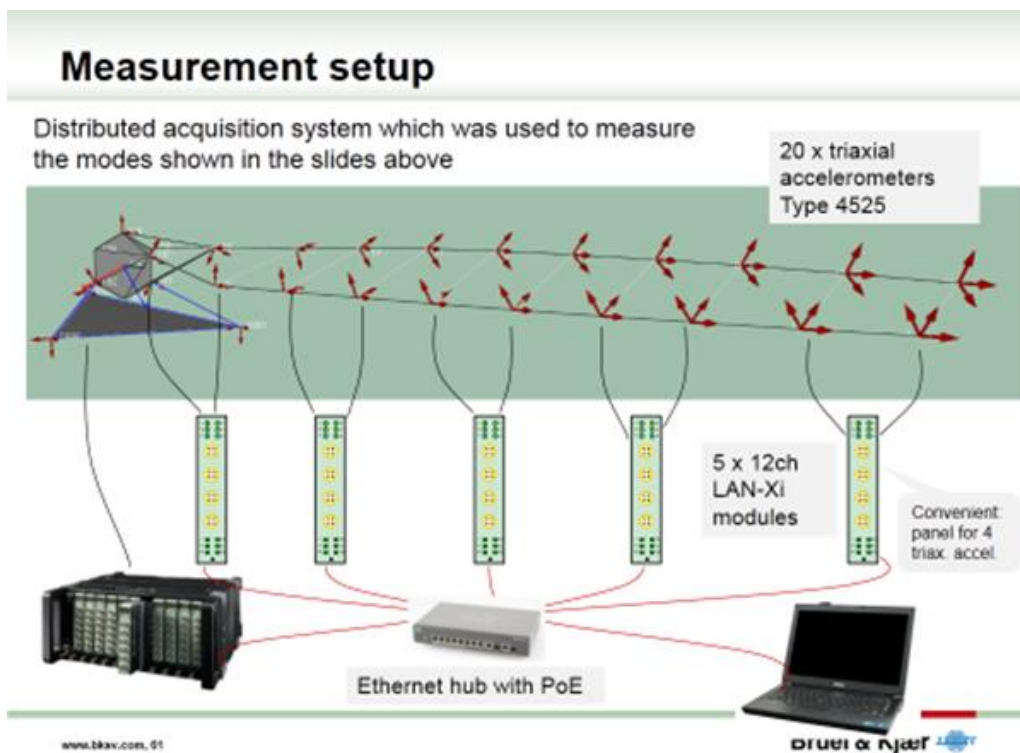 Measurement setup
Distributed acquisition system which was used to measure
the modes shown in the slides above
20 x triaxial
accelerometers
Type 4525
5 x 12ch
LAN-Xi
modules
Convenient
panel for 4
triax. accel.
Ethernet hub with PoE
www.bkav.com, 61
Brüel & Kjær